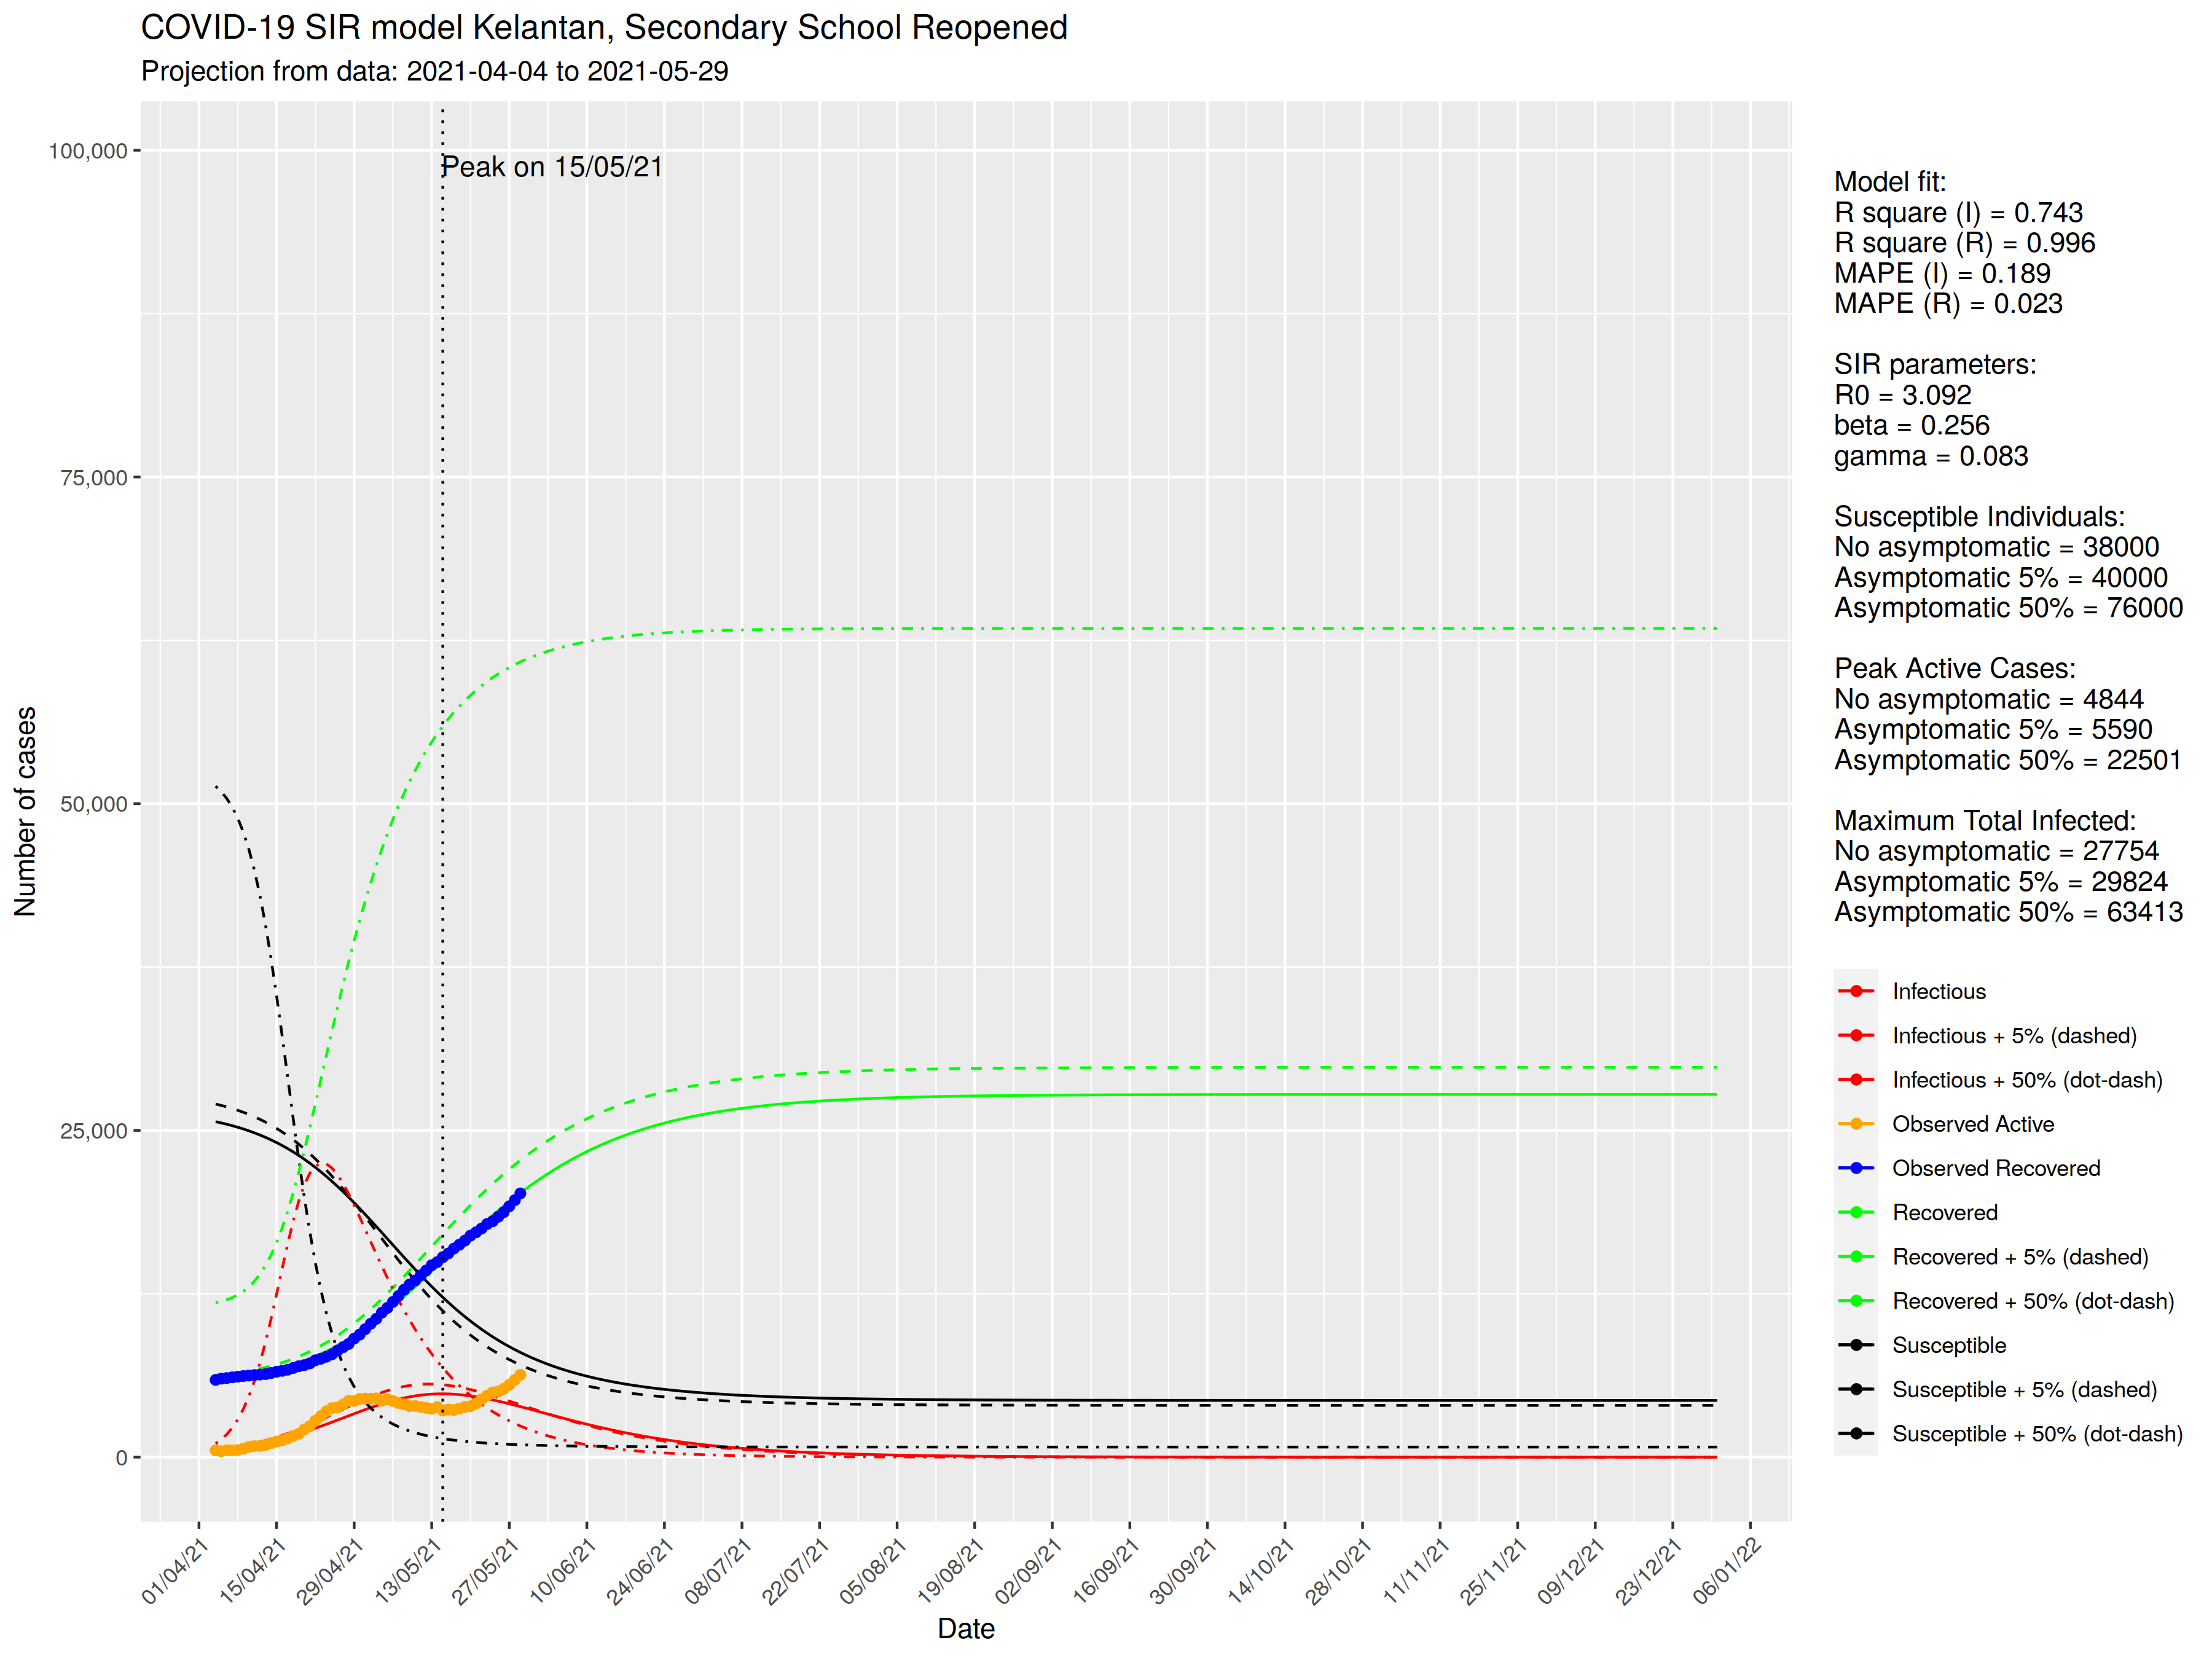 COVID-19 SIR model Kelantan, Secondary School Reopened
Projection from data: 2021-04-04 to 2021-05-29
Number of cases
100,000
75,000
50,000
25,000
0
Peak on 15/05/21
01/04/21
15/04/21
29/04/21
13/05/21
27/05/21
10/06/21
24/06/21
08/07/21
22/07/21
05/08/21
19/08/21
02/09/21
16/09/21
30/09/21
14/10/21
28/10/21
11/11/21
25/11/21
09/12/21
23/12/21
06/01/22
Date
Model fit:
R square (I) = 0.743
R square (R) = 0.996
MAPE (I) = 0.189
MAPE (R) = 0.023
SIR parameters:
R0 = 3.092
beta = 0.256
gamma = 0.083
Susceptible Individuals:
No asymptomatic = 38000
Asymptomatic 5% = 40000
Asymptomatic 50% = 76000
Peak Active Cases:
No asymptomatic = 4844
Asymptomatic 5% = 5590
Asymptomatic 50% = 22501
Maximum Total Infected:
No asymptomatic = 27754
Asymptomatic 5% = 29824
Asymptomatic 50% = 63413
Infectious
Infectious + 5% (dashed)
Infectious + 50% (dot-dash)
Observed Active
Observed Recovered
Recovered
Recovered + 5% (dashed)
Recovered + 50% (dot-dash)
Susceptible
Susceptible + 5% (dashed)
Susceptible + 50% (dot-dash)